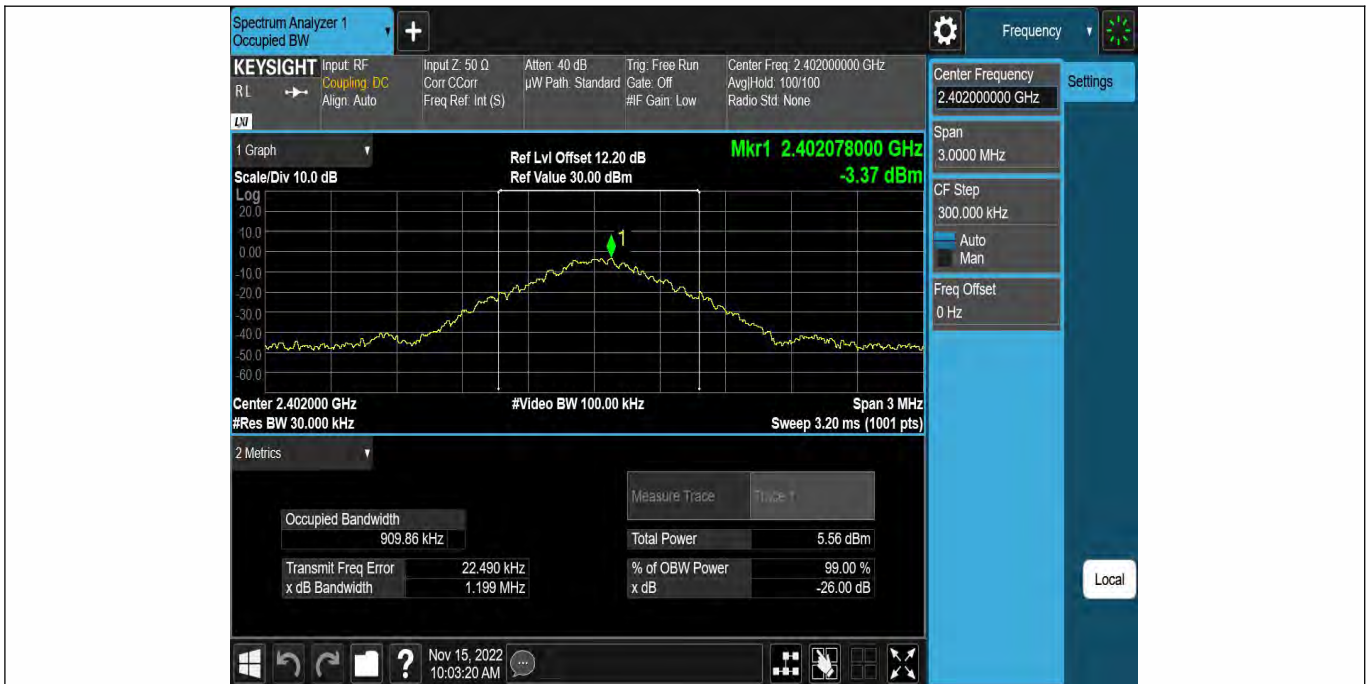 Spectrum Analyzer 1
Occupied BW
+
Frequency
KEYSIGHT
RL
LXI
Input: RF
Coupling: DC
Align: Auto
Input Z: 50 Ω
Corr CCorr
Freq Ref: Int (S)
Atten: 40 dB
µW Path: Standard
Trig: Free Run
Gate: Off
#IF Gain: Low
Center Freq: 2.402000000 GHz
Avg|Hold: 100/100
Radio Std: None
Center Frequency
2.402000000 GHz
Settings
Span
3.0000 MHz
CF Step
300.000 kHz
Auto
Man
Freq Offset
0 Hz
1 Graph
Scale/Div 10.0 dB
Ref Lvl Offset 12.20 dB
Ref Value 30.00 dBm
Mkr1 2.402078000 GHz
-3.37 dBm
Log
20.0
10.0
0.00
-10.0
-20.0
-30.0
-40.0
-50.0
-60.0
1
Center 2.402000 GHz
#Video BW 100.00 kHz
Span 3 MHz
#Res BW 30.000 kHz
Sweep 3.20 ms (1001 pts)
2 Metrics
Measure Trace
Trace 1
Occupied Bandwidth
909.86 kHz
Total Power
5.56 dBm
Transmit Freq Error
22.490 kHz
% of OBW Power
99.00 %
x dB Bandwidth
1.199 MHz
x dB
-26.00 dB
Local
?
Nov 15, 2022
10:03:20 AM